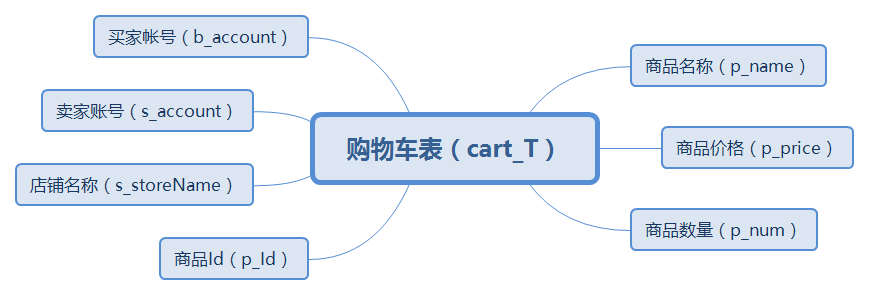 买家帐号（b_account）
卖家账号（s_account）
店铺名称（s_storeName）
商品Id（p_Id）
购物车表（cart_T）
商品名称（p_name）
商品价格（p_price）
商品数量（p_num）